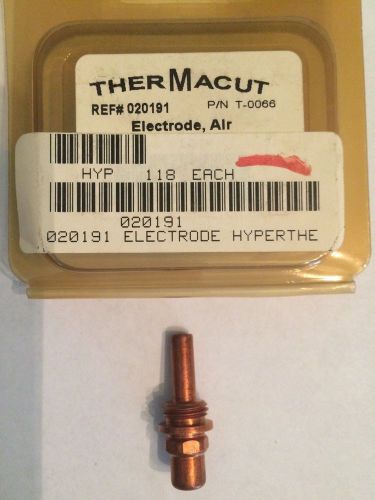 THERMACUT
REF# 020191 P/N T-0066
Electrode, Air
HYP 118 EACH
020191
020191 ELECTRODE HYPERTHE